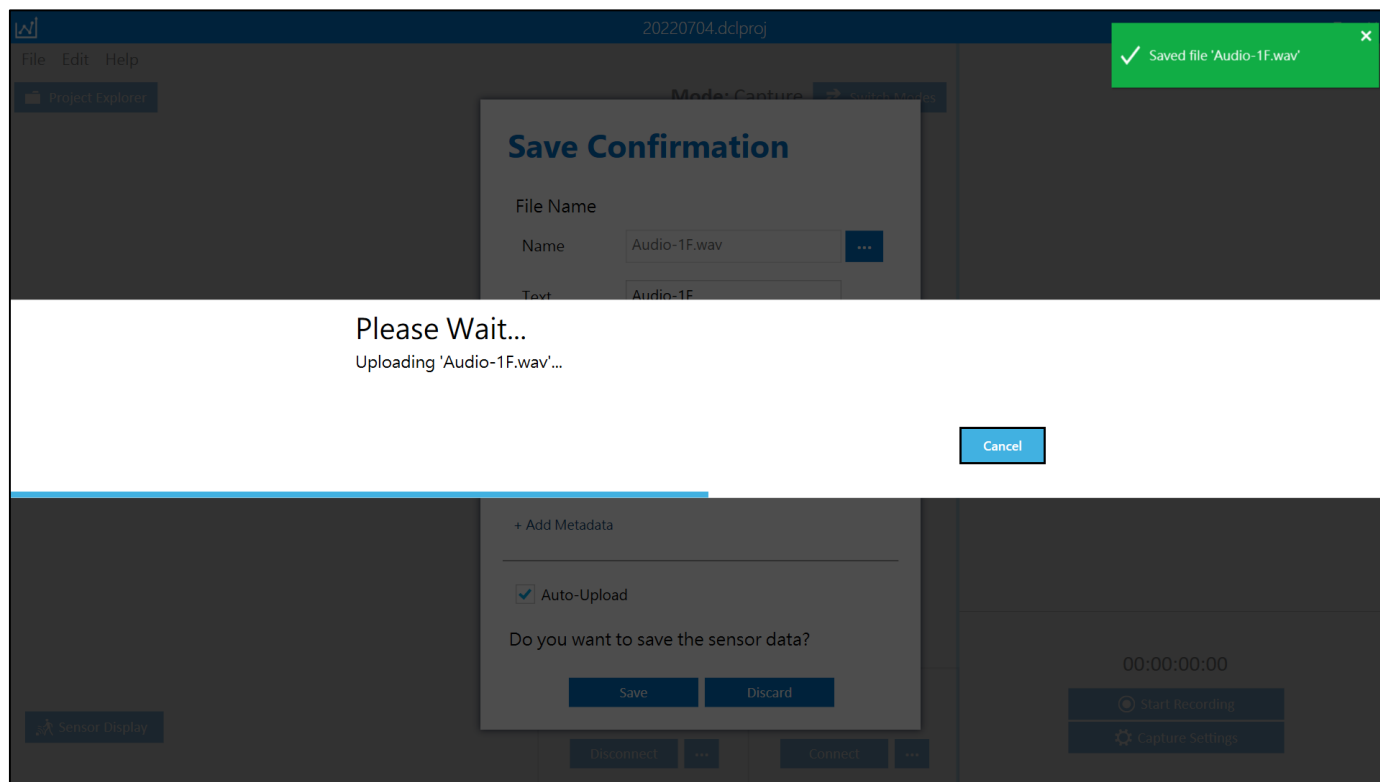 20220704.dclproj
Saved file 'Audio-1F.wav'
File Edit Help
Project Explorer
Mode: Capture
Switch Modes
Save Confirmation
File Name
Name
Audio-1F.wav
...
Text
Audio-1F
Please Wait...
Uploading 'Audio-1F.wav'...
Cancel
+ Add Metadata
Auto-Upload
Do you want to save the sensor data?
Save
Discard
00:00:00:00
Start Recording
Capture Settings
Sensor Display
Disconnect
...
Connect
...